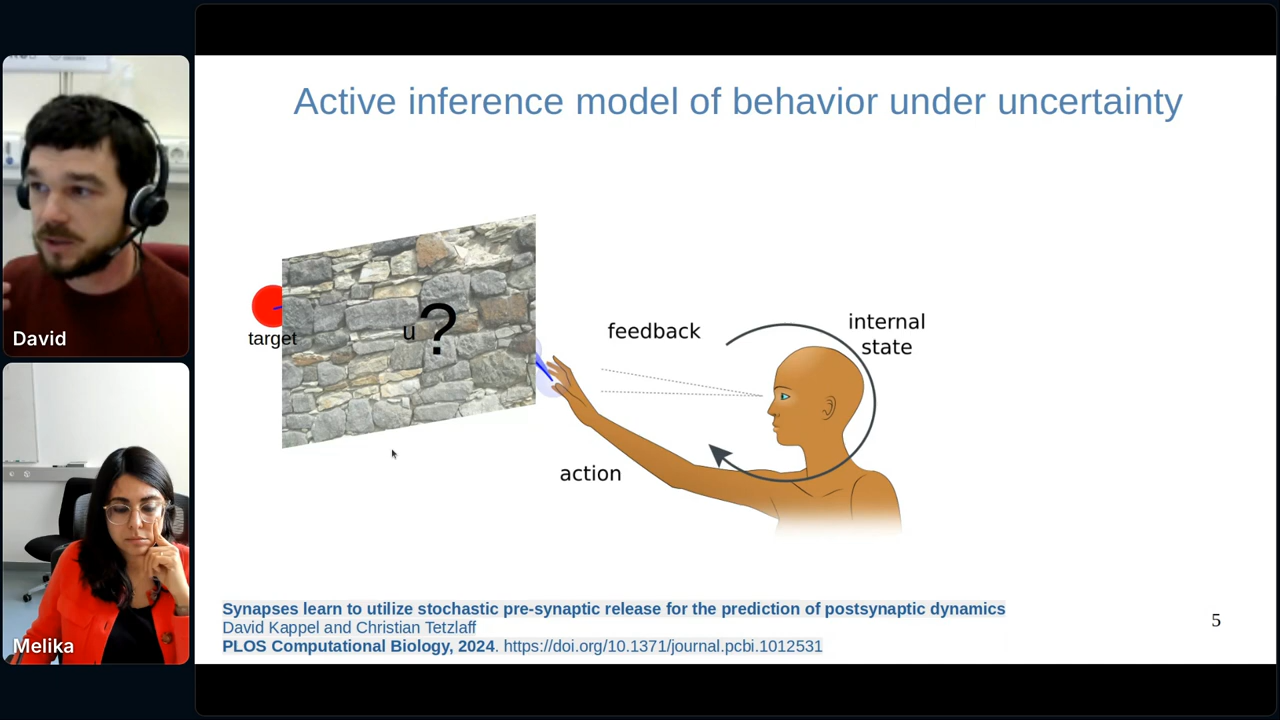 Active inference model of behavior under uncertainty
u?
target
feedback
internal
state
action
Synapses learn to utilize stochastic pre-synaptic release for the prediction of postsynaptic dynamics
David Kappel and Christian Tetzlaff
PLOS Computational Biology, 2024. https://doi.org/10.1371/journal.pcbi.1012531
5
David
Melika